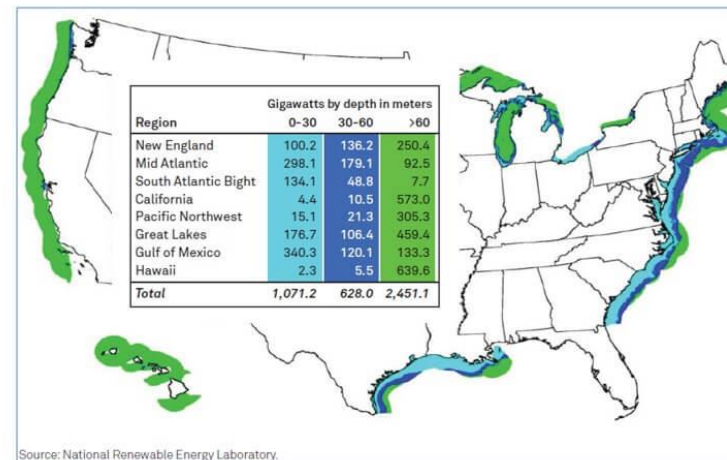 Gigawatts by depth in meters
Region 0-30 30-60 >60
New England 100.2 136.2 250.4
Mid Atlantic 298.1 179.1 92.5
South Atlantic Bight 134.1 48.8 7.7
California 4.4 10.5 573.0
Pacific Northwest 15.1 21.3 305.3
Great Lakes 176.7 106.4 459.4
Gulf of Mexico 340.3 120.1 133.3
Hawaii 2.3 5.5 639.6
Total 1,071.2 628.0 2,451.1
Source: National Renewable Energy Laboratory.